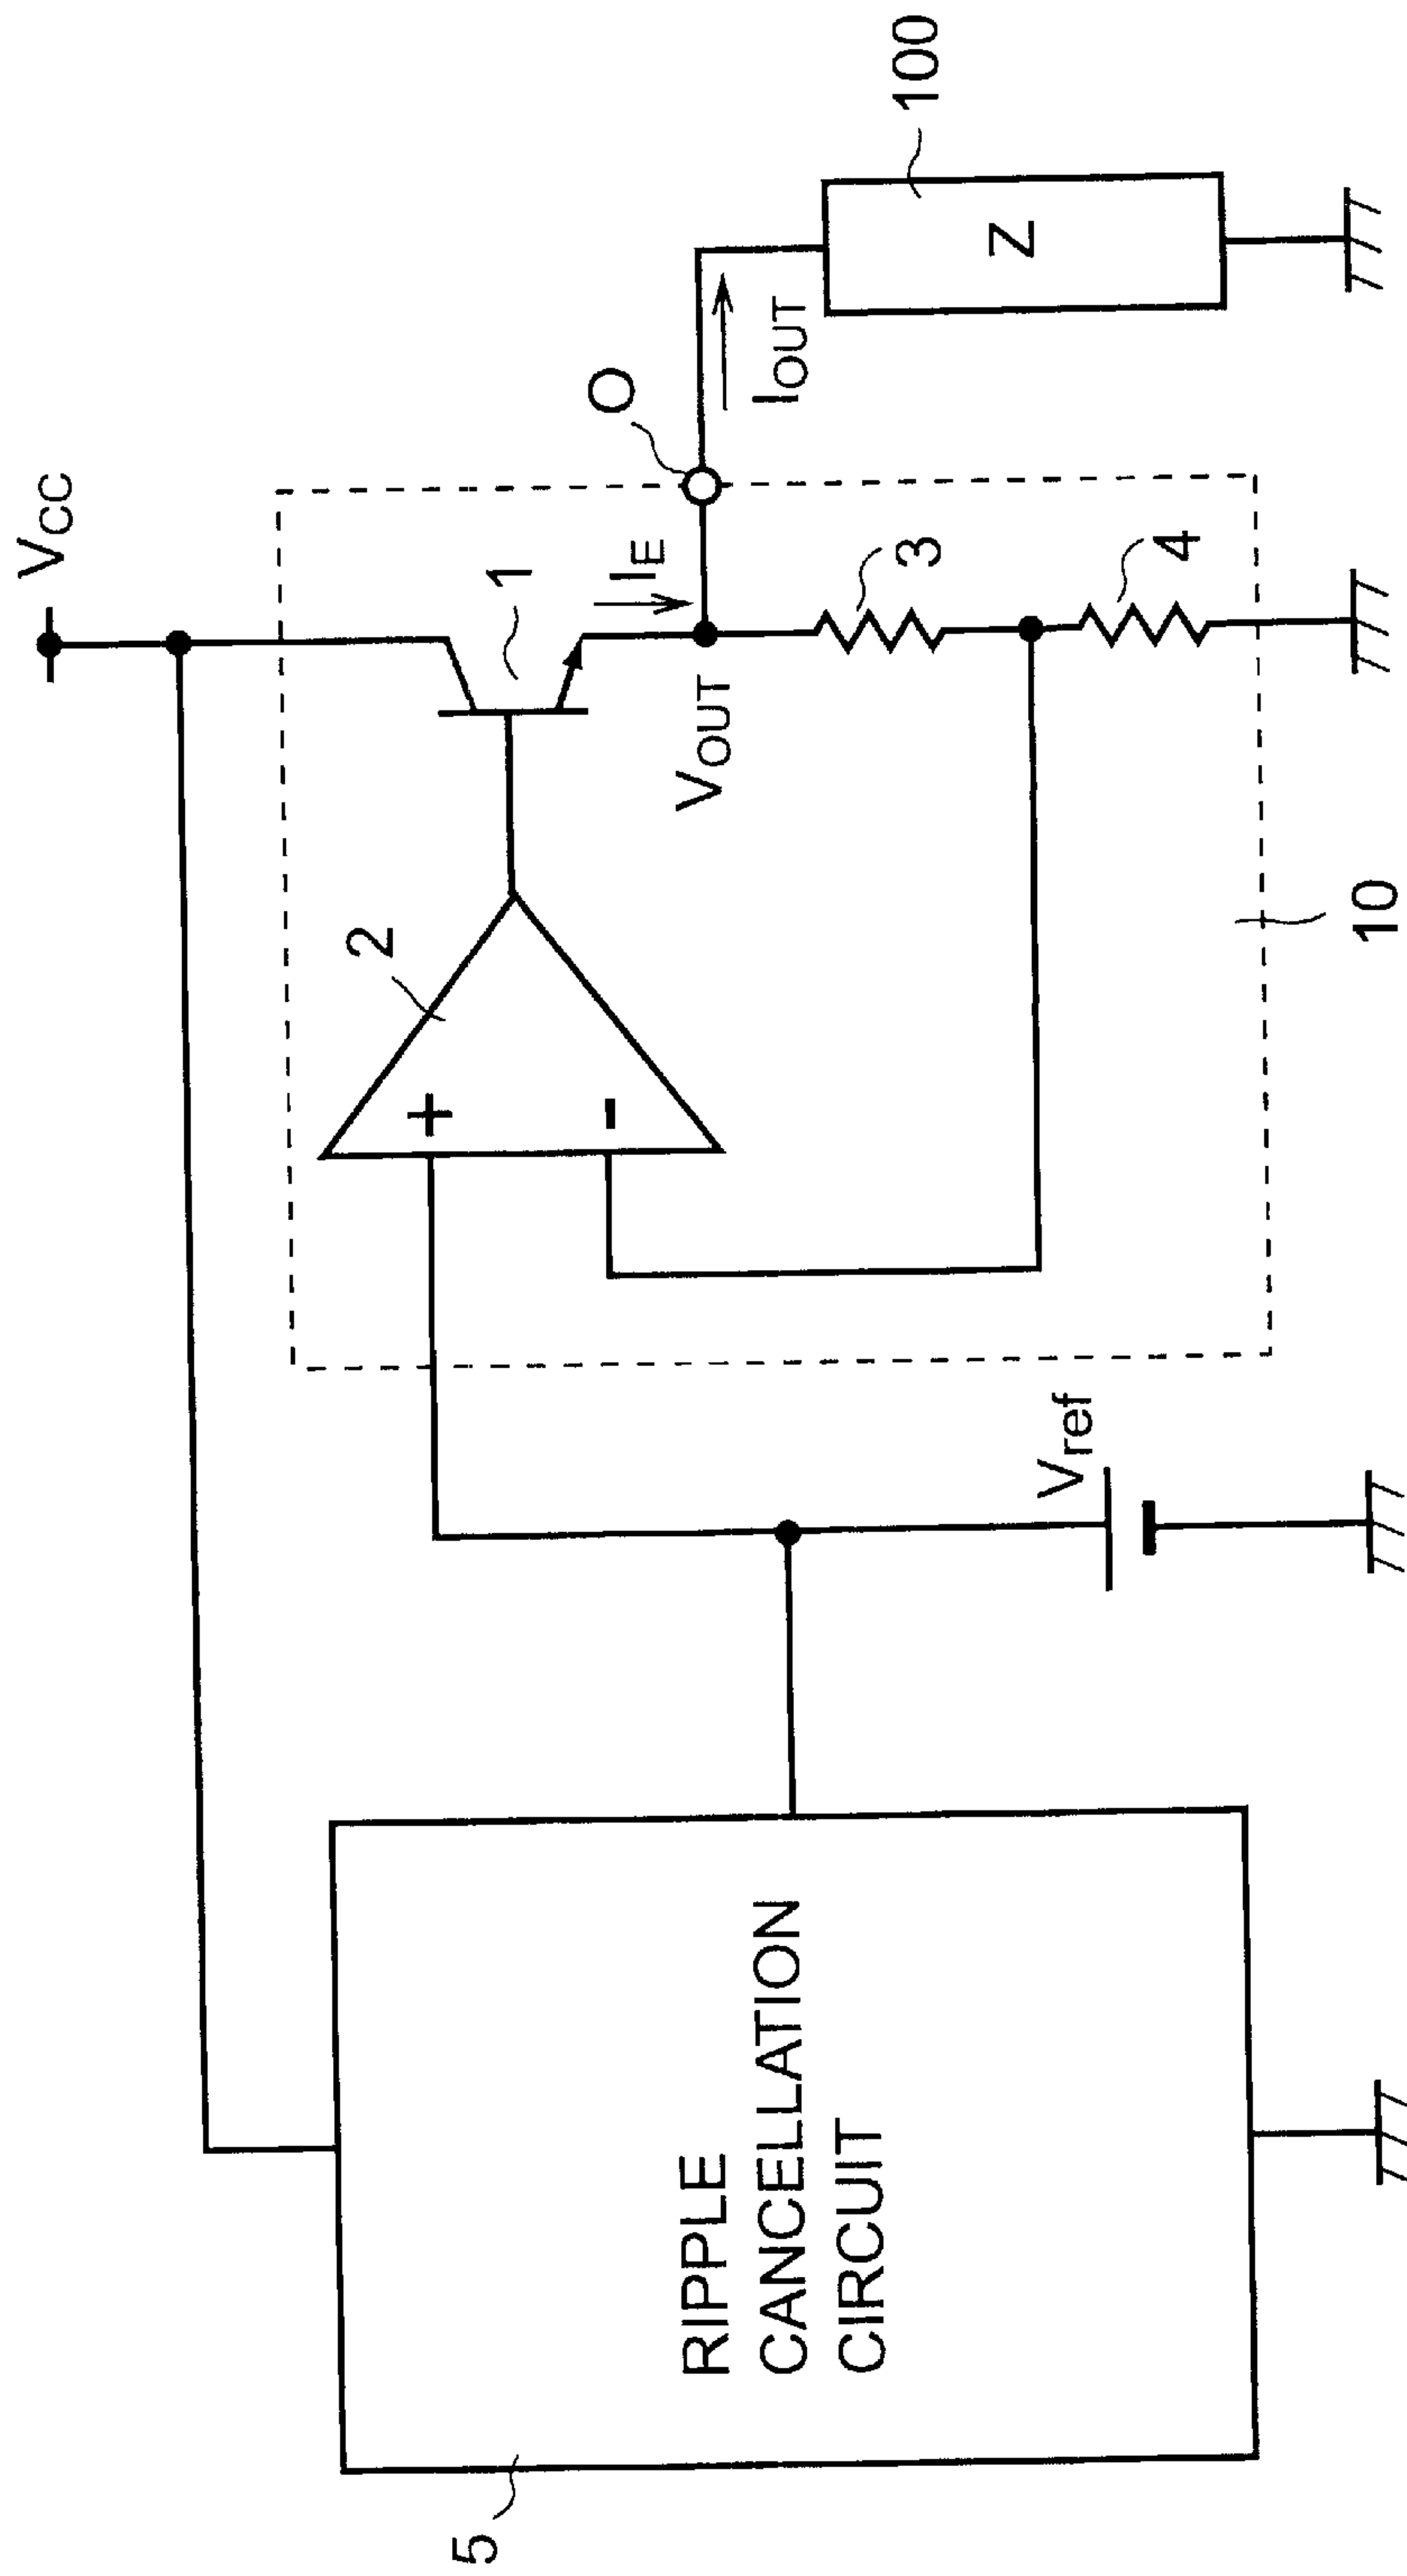 VCC
1
IE
O
100
2
+
-
VOUT
IOUT
Z
3
4
10
Vref
RIPPLE
CANCELLATION
CIRCUIT
5